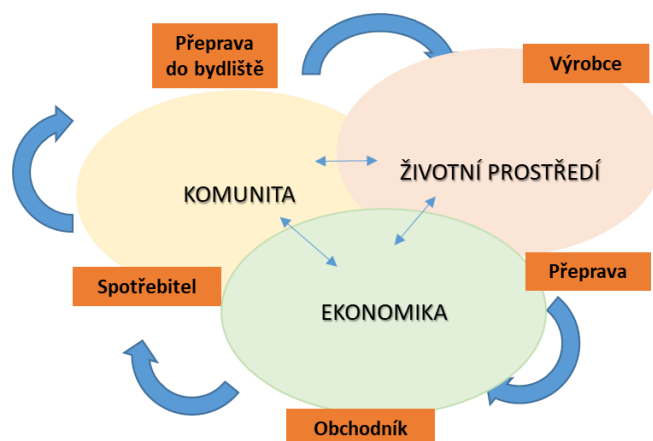 Přeprava
do bydliště
Výrobce
KOMUNITA
ŽIVOTNÍ PROSTŘEDÍ
Spotřebitel
Přeprava
EKONOMIKA
Obchodník